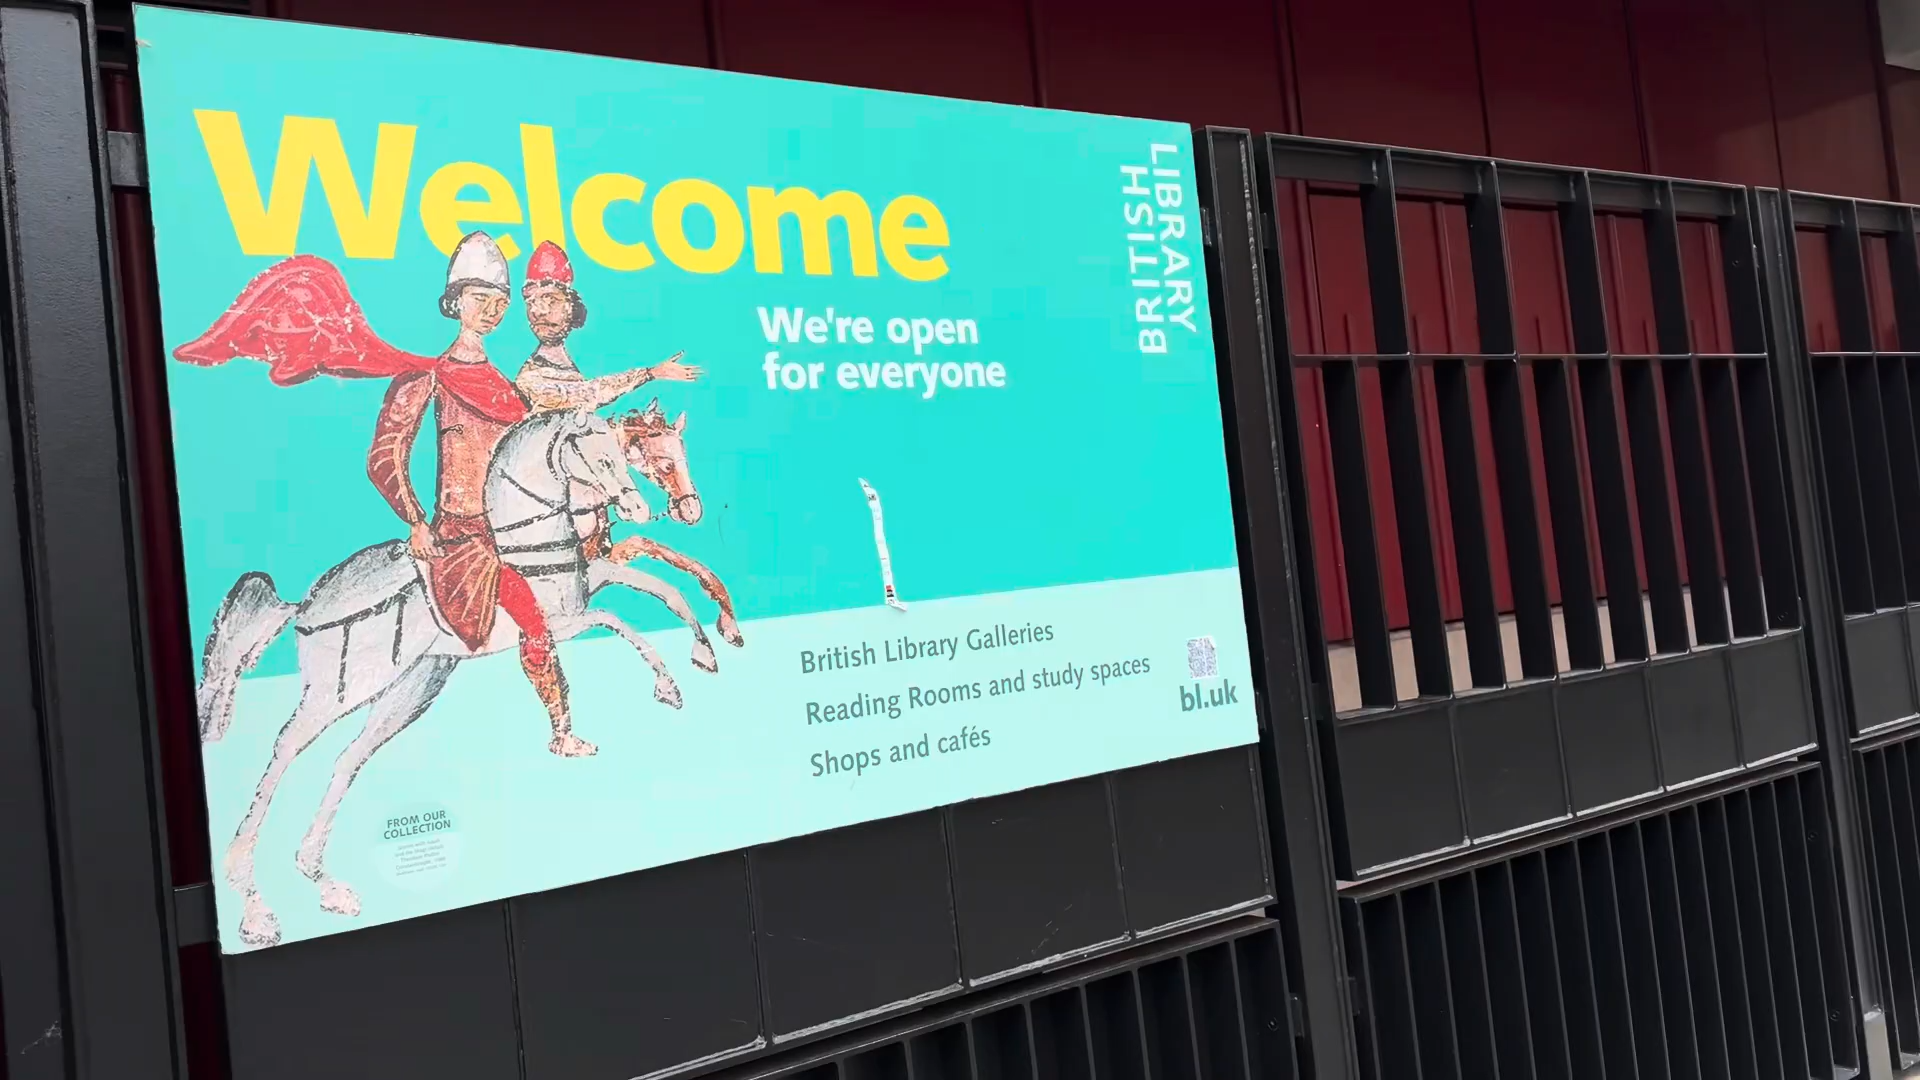 Welcome
We're open
for everyone
BRITISH
LIBRARY
British Library Galleries
Reading Rooms and study spaces
Shops and cafés
bl.uk
FROM OUR
COLLECTION